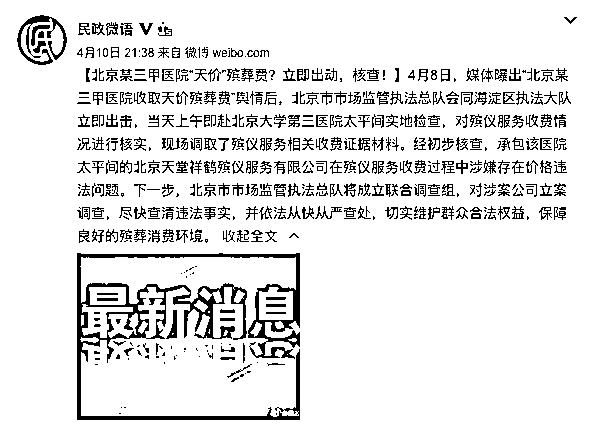 民政微语
4月10日 21:38 来自 微博 weibo.com
【北京某三甲医院“天价”殡葬费？立即出动，核查！】4月8日，媒体曝出“北京某
三甲医院收取天价殡葬费”舆情后，北京市市场监管执法总队会同海淀区执法大队
立即出击，当天上午即赴北京大学第三医院太平间实地检查，对殡仪服务收费情
况进行核实，现场调取了殡仪服务相关收费证据材料。经初步核查，承包该医院
太平间的北京天堂祥鹤殡仪服务有限公司在殡仪服务收费过程中涉嫌存在价格违
法问题。下一步，北京市市场监管执法总队将成立联合调查组，对涉案公司立案
调查，尽快查清违法事实，并依法从快从严查处，切实维护群众合法权益，保障
良好的殡葬消费环境。 收起全文
最新消息